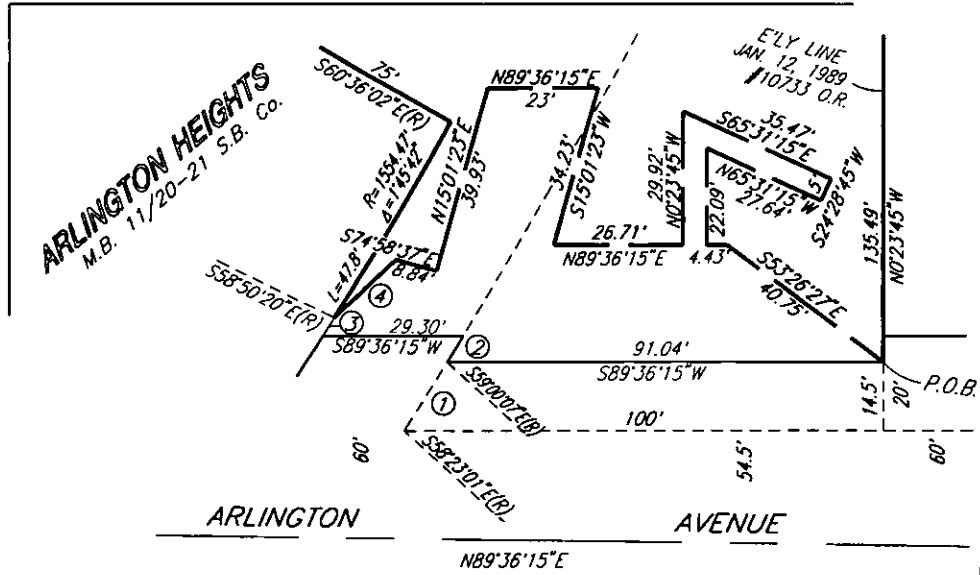 E'LY LINE
JAN. 12, 1989
#10733 O.R.
ARLINGTON HEIGHTS
M.B. 11/20-21 S.B. Co.
75'
S60°36'02"E(R)
N89°36'15"E
23'
R=1554.47'
Δ=1°45'42"
L=47.8'
N15°01'23"E
39.93'
34.23'
S15°01'23"W
35.47'
S65°31'15"E
N65°31'15"W
27.64'
5'
S24°28'45"W
29.92'
N0°23'45"W
22.09'
135.49'
N0°23'45"W
S74°58'37"E
8.84'
26.71'
N89°36'15"E
4.43'
S53°26'27"E
40.75'
S58°50'20"E(R)
4
3
29.30'
S89°36'15"W
2
91.04'
S89°36'15"W
P.O.B.
S59°00'07"E(R)
1
14.5'
20'
100'
S58°23'01"E(R)
60'
54.5'
60'
ARLINGTON AVENUE
N89°36'15"E